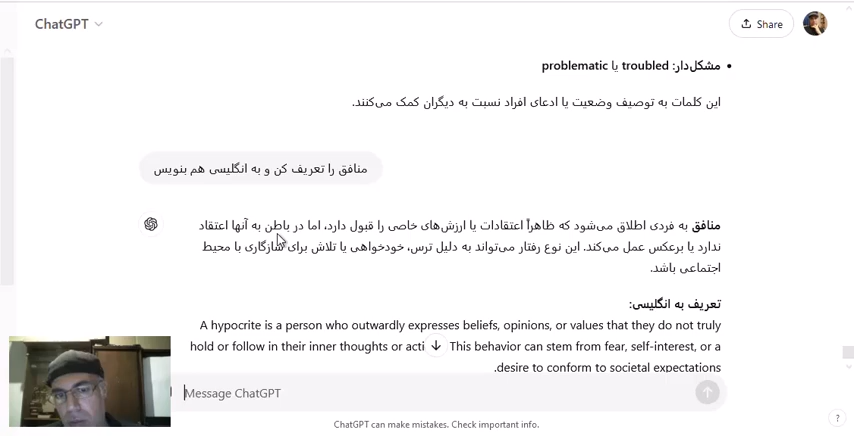 ChatGPT
Share
• مشکل‌دار: troubled یا problematic
این کلمات به توصیف وضعیت یا ادعای افراد نسبت به دیگران کمک می‌کنند.
منافق را تعریف کن و به انگلیسی هم بنویس
منافق به فردی اطلاق می‌شود که ظاهراً اعتقادات یا ارزش‌های خاصی را قبول دارد، اما در باطن به آنها اعتقاد
ندارد یا برعکس عمل می‌کند. این نوع رفتار می‌تواند به دلیل ترس، خودخواهی یا تلاش برای سازگاری با محیط
اجتماعی باشد.
تعریف به انگلیسی:
A hypocrite is a person who outwardly expresses beliefs, opinions, or values that they do not truly
hold or follow in their inner thoughts or acti This behavior can stem from fear, self-interest, or a
desire to conform to societal expectations.
Message ChatGPT
ChatGPT can make mistakes. Check important info.
?